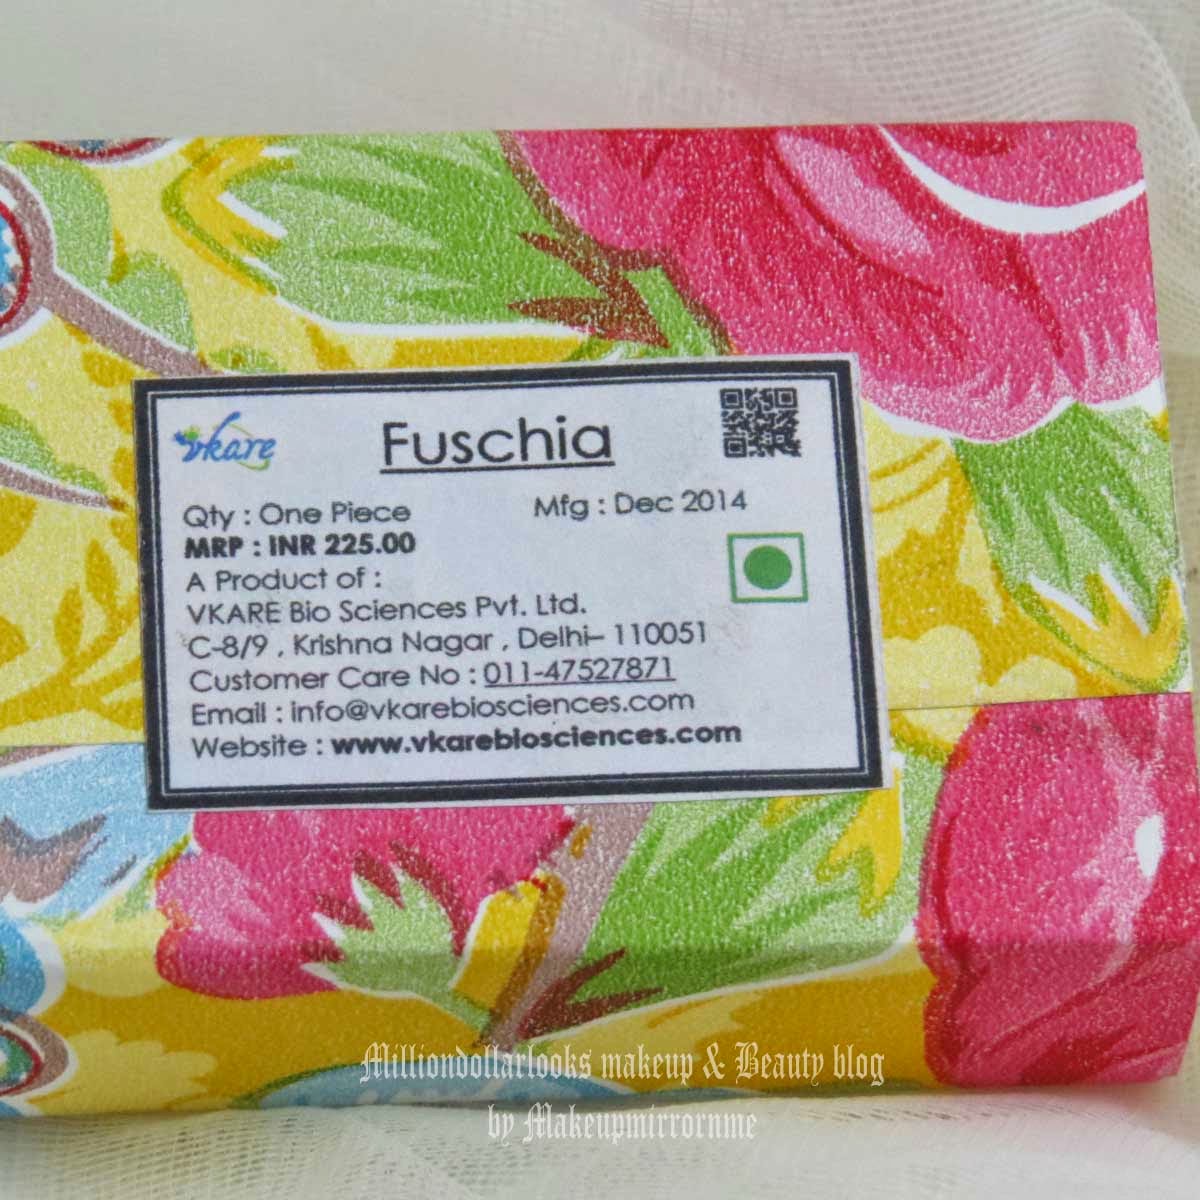 vkare
Fuschia
Qty : One Piece
Mfg : Dec 2014
MRP : INR 225.00
A Product of :
VKARE Bio Sciences Pvt. Ltd.
C-8/9 , Krishna Nagar , Delhi– 110051
Customer Care No : 011-47527871
Email : info@vkarebiosciences.com
Website : www.vkarebiosciences.com
Milliondollarlooks makeup & Beauty blog
by Makeupmirrornme